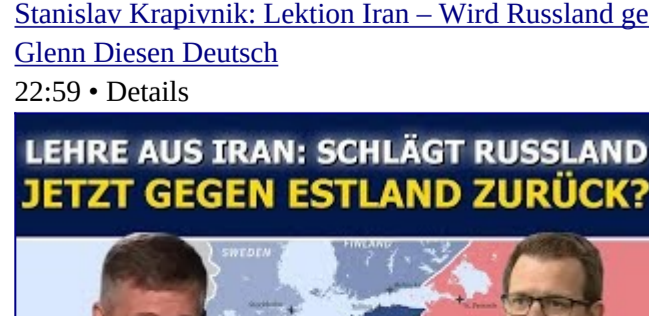 Stanislav Krapivnik: Lektion Iran – Wird Russland ge
Glenn Diesen Deutsch
22:59 • Details
LEHRE AUS IRAN: SCHLÄGT RUSSLAND
JETZT GEGEN ESTLAND ZURÜCK?
SWEDEN
FINLAND